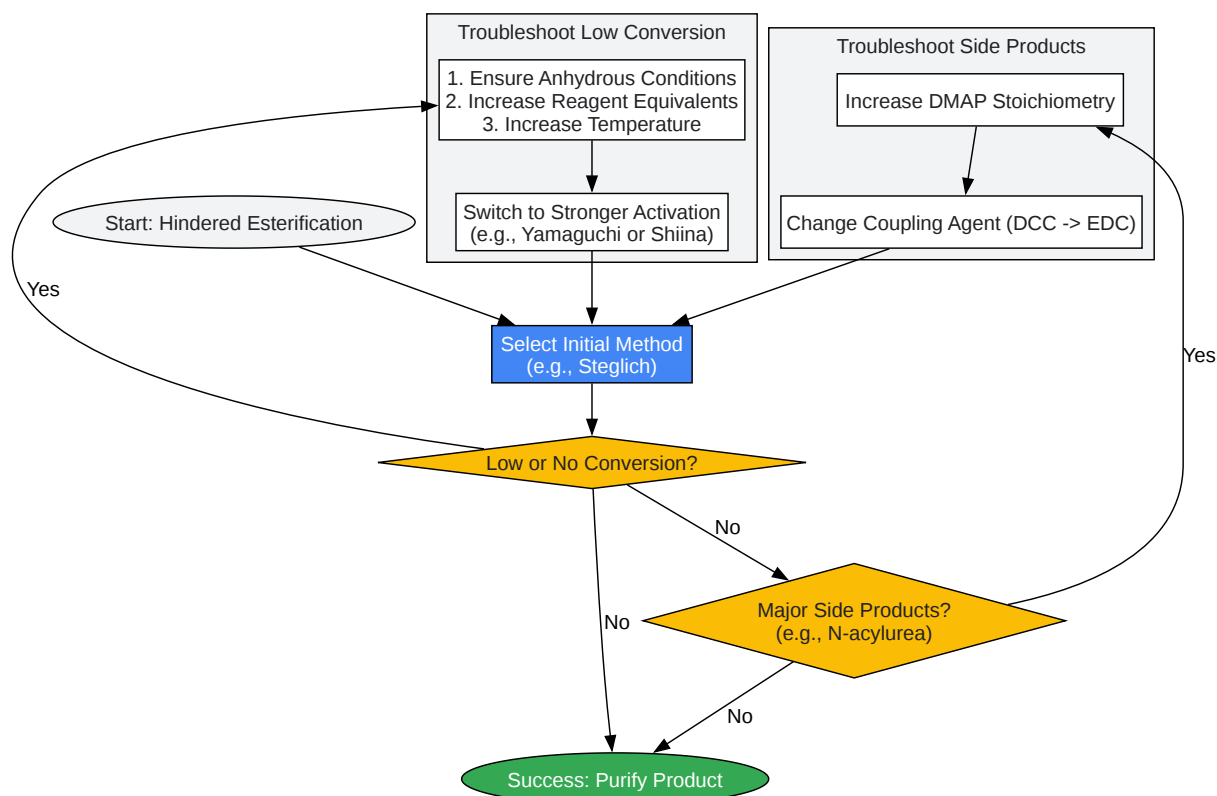 Troubleshoot Low Conversion
1. Ensure Anhydrous Conditions
2. Increase Reagent Equivalents
3. Increase Temperature
Switch to Stronger Activation
(e.g., Yamaguchi or Shiina)
Troubleshoot Side Products
Increase DMAP Stoichiometry
Change Coupling Agent (DCC -> EDC)
Start: Hindered Esterification
Yes
Select Initial Method
(e.g., Steglich)
Yes
Low or No Conversion?
No
Major Side Products?
(e.g., N-acylurea)
No
No
Success: Purify Product